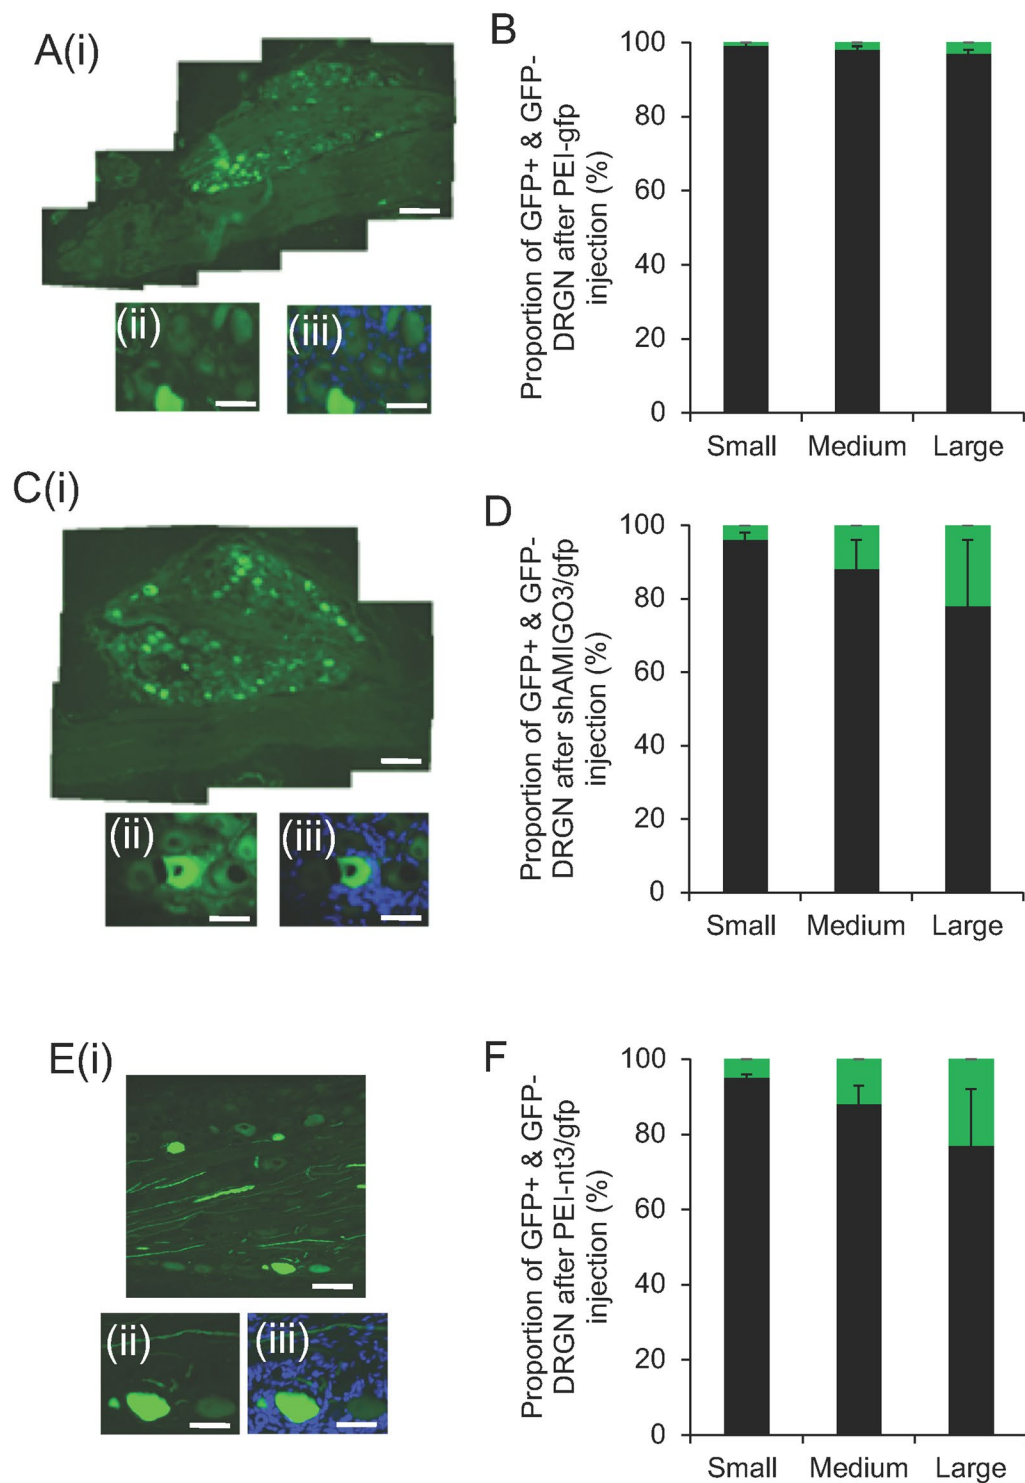 A(i)
(ii)
(iii)
B
Proportion of GFP+ & GFP-
DRGN after PEI-gfp
injection (%)
100
80
60
40
20
0
Small Medium Large
C(i)
(ii)
(iii)
D
Proportion of GFP+ & GFP-
DRGN after shAMIGO3/gfp
injection (%)
100
80
60
40
20
0
Small Medium Large
E(i)
(ii)
(iii)
F
Proportion of GFP+ & GFP-
DRGN after PEI-nt3/gfp
injection (%)
100
80
60
40
20
0
Small Medium Large